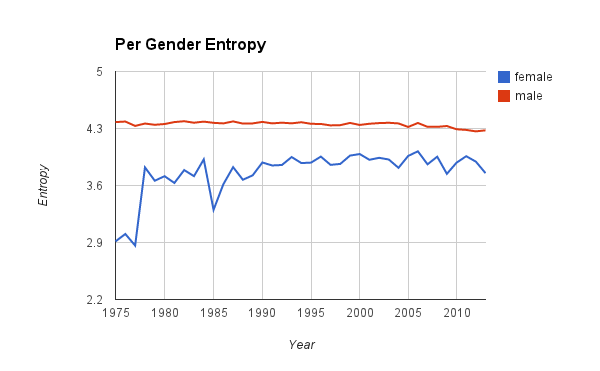 Per Gender Entropy
5
4.3
3.6
2.9
2.2
Entropy
1975 1980 1985 1990 1995 2000 2005 2010
Year
female
male